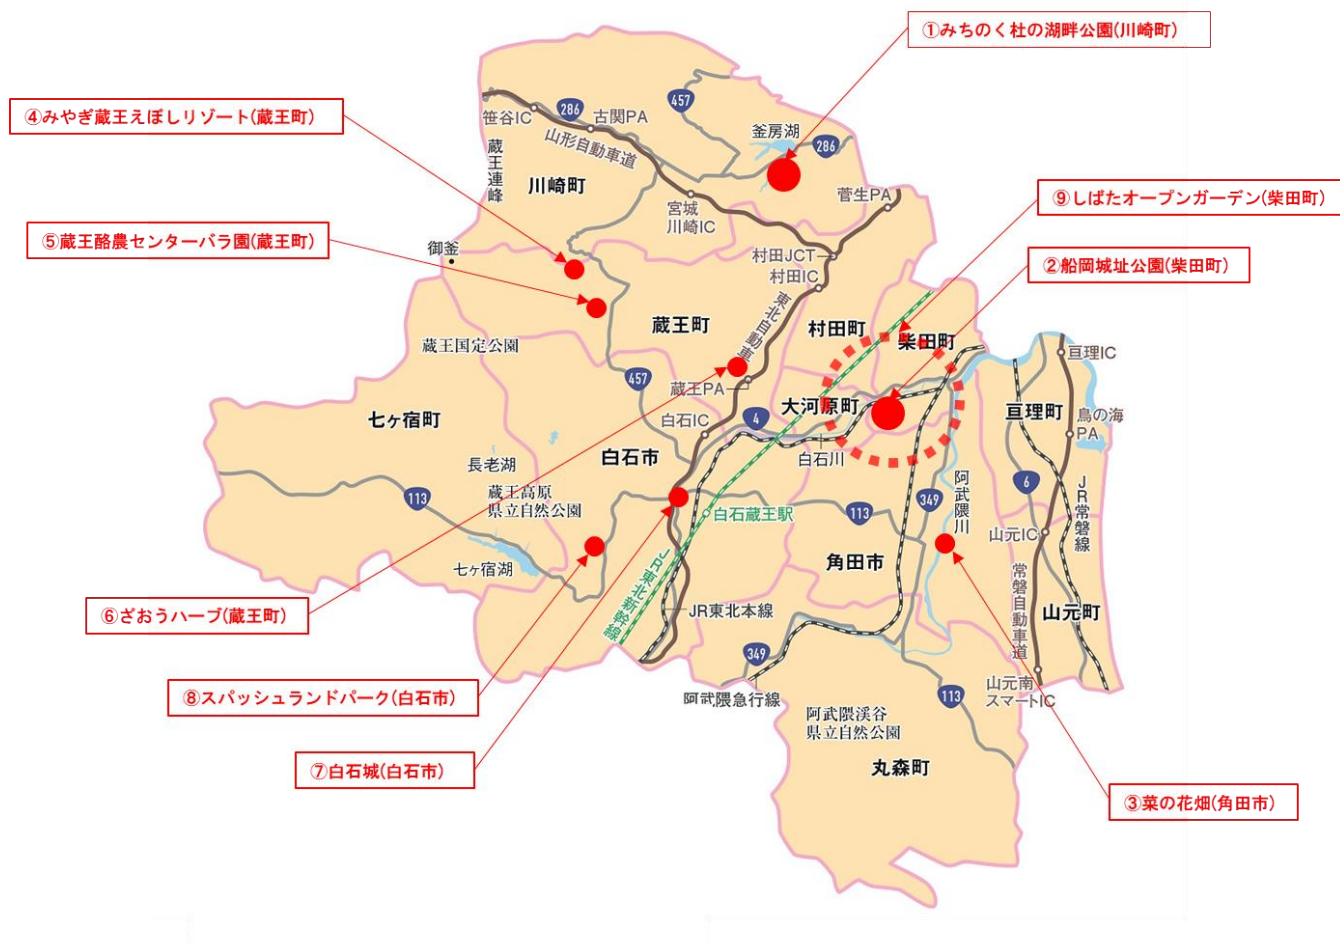 ①みちのく杜の湖畔公園(川崎町)
④みやぎ蔵王えぼしリゾート(蔵王町)
⑤蔵王酪農センターバラ園(蔵王町)
⑨しばたオープンガーデン(柴田町)
②船岡城址公園(柴田町)
笹谷IC
286
古関PA
457
釜房湖
286
山形自動車道
蔵王連峰
川崎町
宮城
川崎IC
菅生PA
御釜
村田JCT
村田IC
東北自動車
蔵王町
村田町
柴田町
蔵王国定公園
亘理IC
457
蔵王PA
七ヶ宿町
大河原町
亘理町
鳥の海
PA
4
白石IC
白石川
白石市
長老湖
蔵王高原
県立自然公園
113
113
349
阿武隈川
6
JR常磐線
白石蔵王駅
山元IC
角田市
七ヶ宿湖
JR東北新幹線
JR東北本線
常磐自動車道
山元町
⑥ざおうハーブ(蔵王町)
349
阿武隈急行線
113
山元南
スマートIC
阿武隈渓谷
県立自然公園
丸森町
⑧スパッシュランドパーク(白石市)
⑦白石城(白石市)
③菜の花畑(角田市)